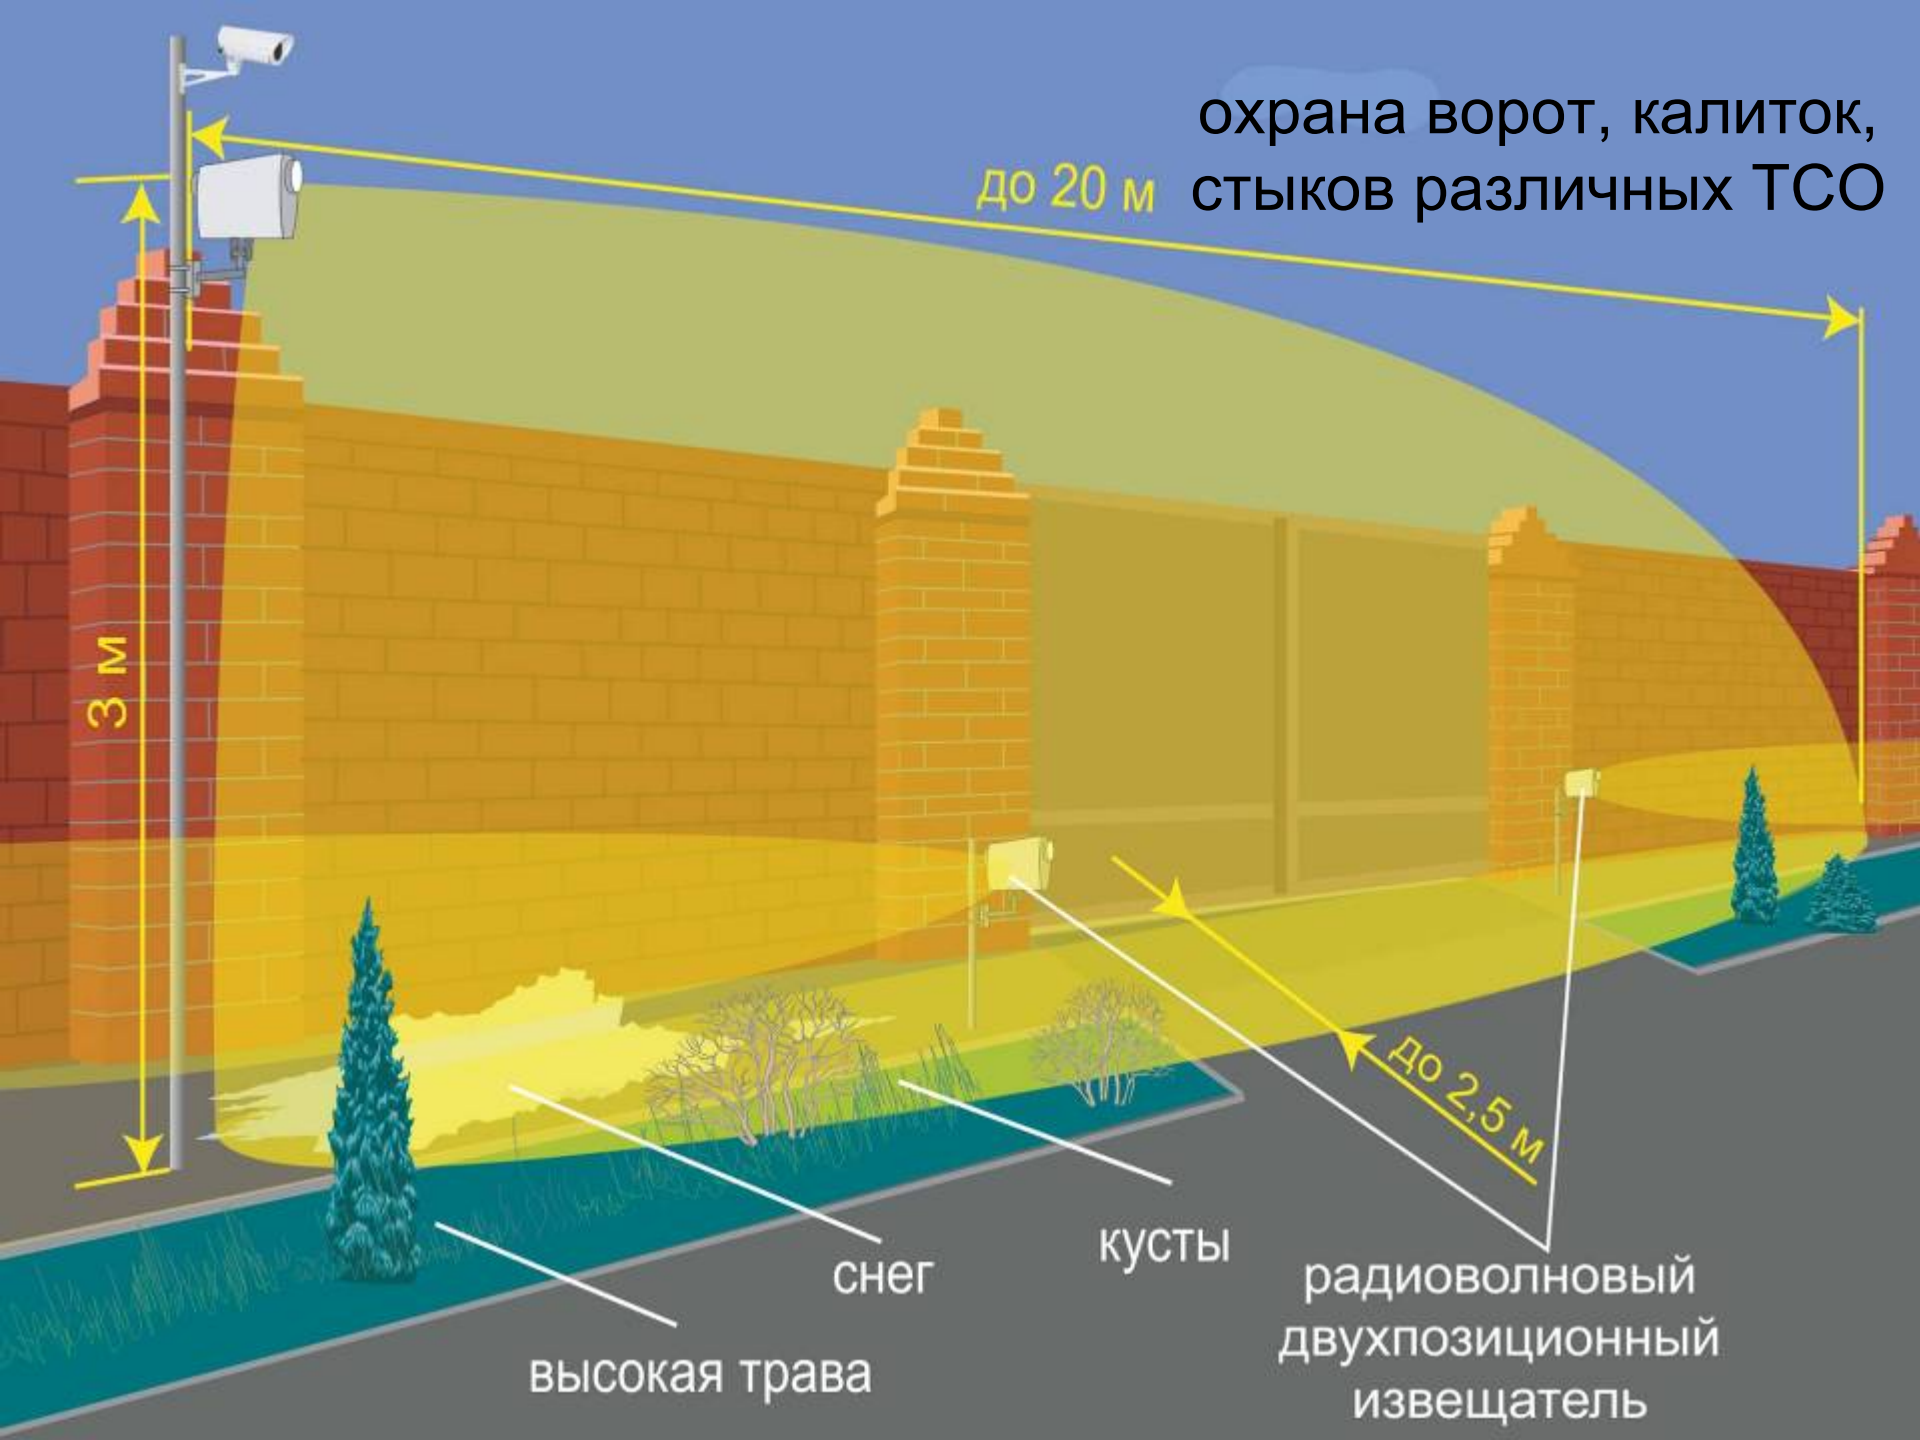 охрана ворот, калиток,
стыков различных ТСО
до 20 м
3 м
до 2,5 м
кусты
снег
высокая трава
радиоволновый
двухпозиционный
извещатель